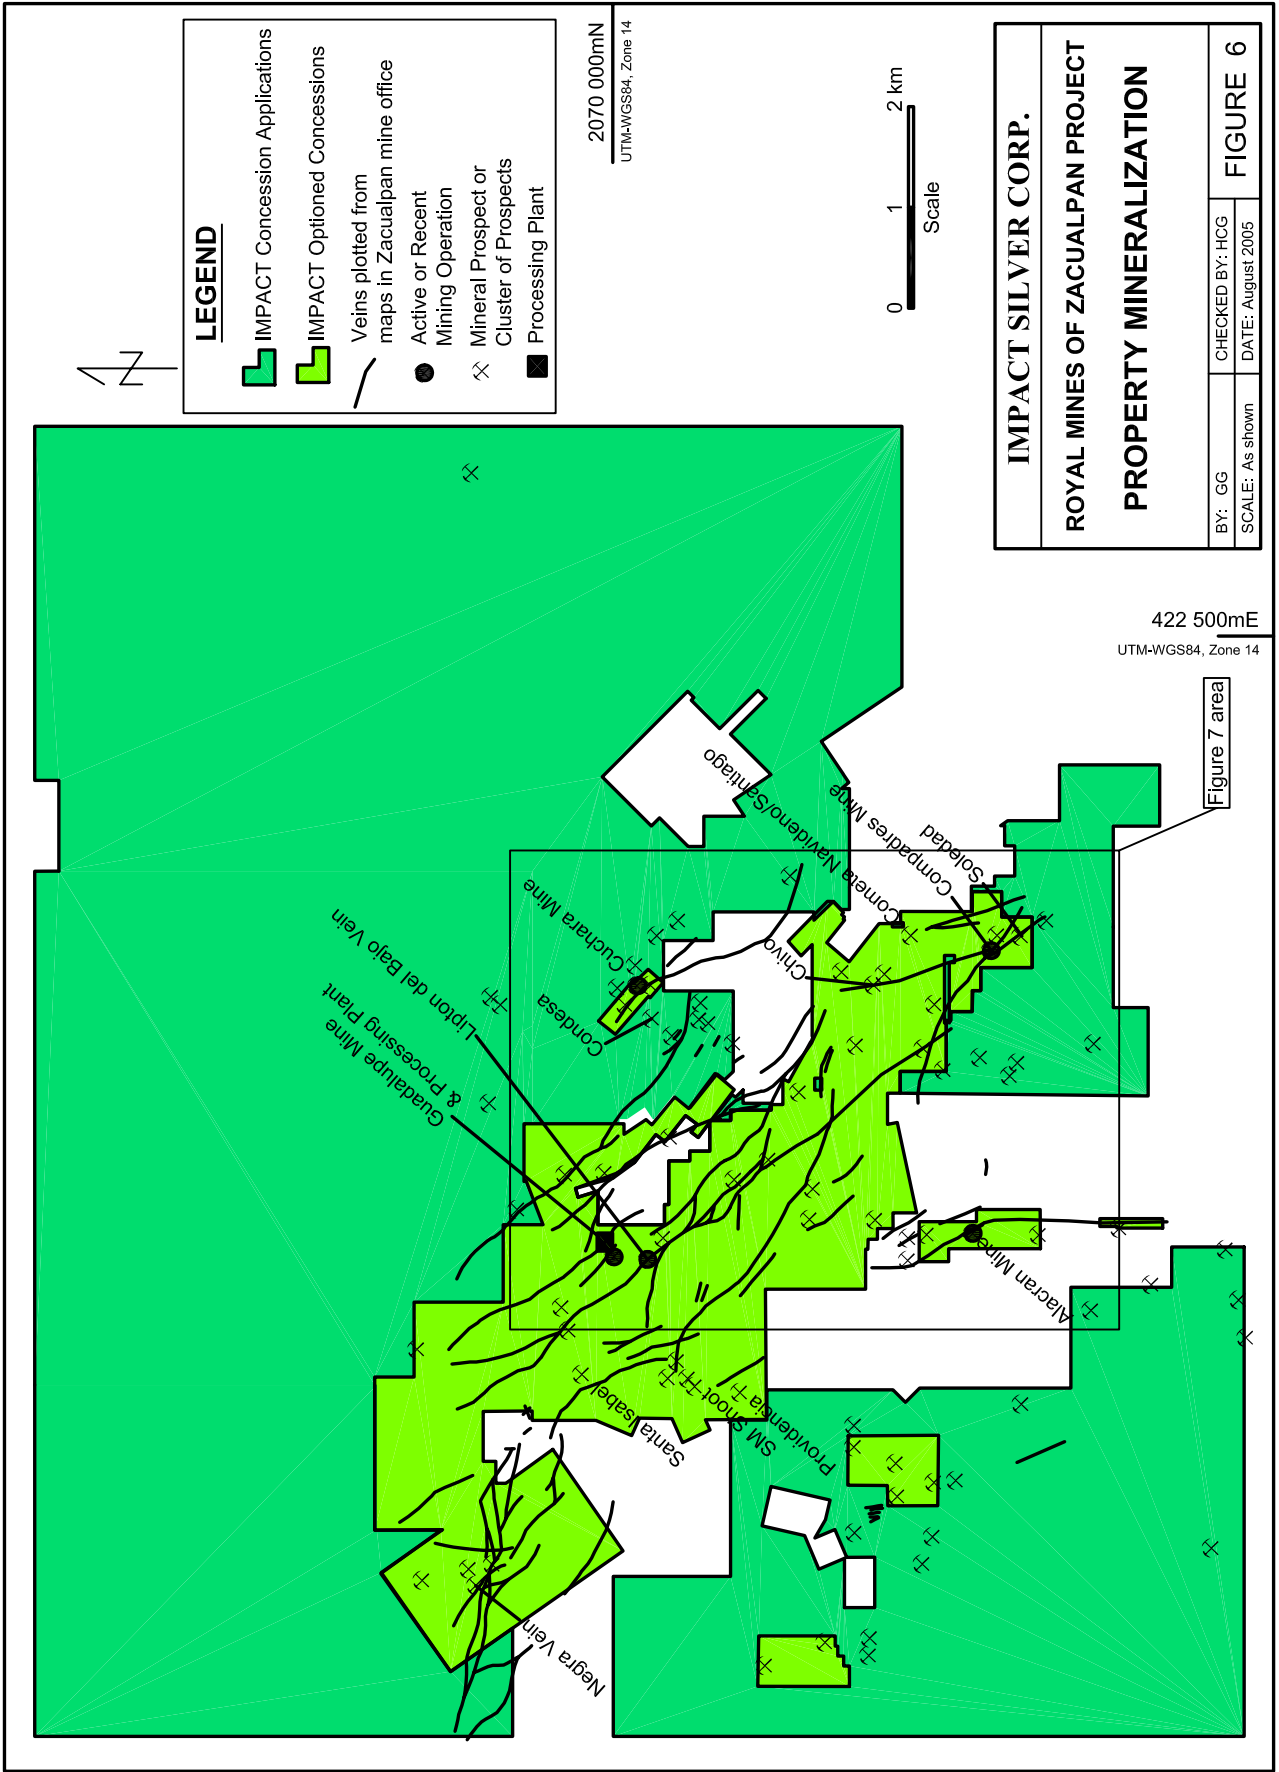 LEGEND
IMPACT Concession Applications
IMPACT Optioned Concessions
Veins plotted from
maps in Zacualpan mine office
Active or Recent
Mining Operation
Mineral Prospect or
Cluster of Prospects
Processing Plant
N
2070 000mN
UTM-WGS84, Zone 14
0 1 2 km
Scale
IMPACT SILVER CORP.
ROYAL MINES OF ZACUALPAN PROJECT
PROPERTY MINERALIZATION
BY: GG
CHECKED BY: HCG
SCALE: As shown
DATE: August 2005
FIGURE 6
422 500mE
UTM-WGS84, Zone 14
Figure 7 area
Negra Vein
Santa Isabel
SM Shoot
Providencia
Guadalupe Mine
& Processing Plant
Lipton del Bajo Vein
Condesa
Cuchara Mine
Chivo
Cometa Navideno/Santiago
Compadres Mine
Soledad
Alacran Mine